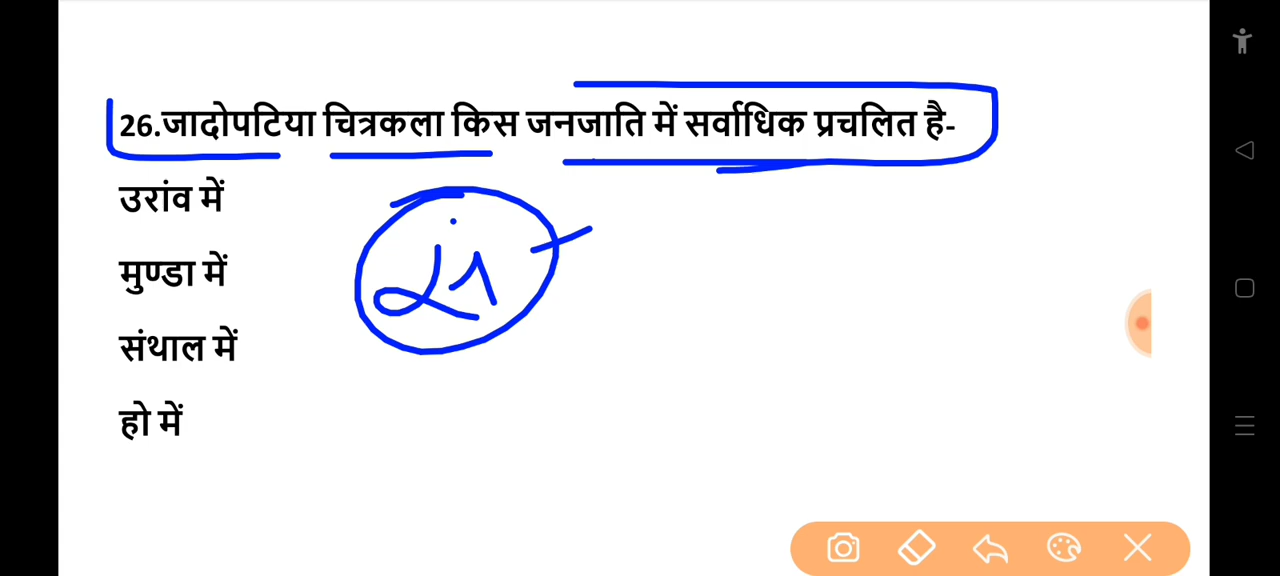 26.जादोपटिया चित्रकला किस जनजाति में सर्वाधिक प्रचलित है-
उरांव में
मुण्डा में
संथाल में
हो में